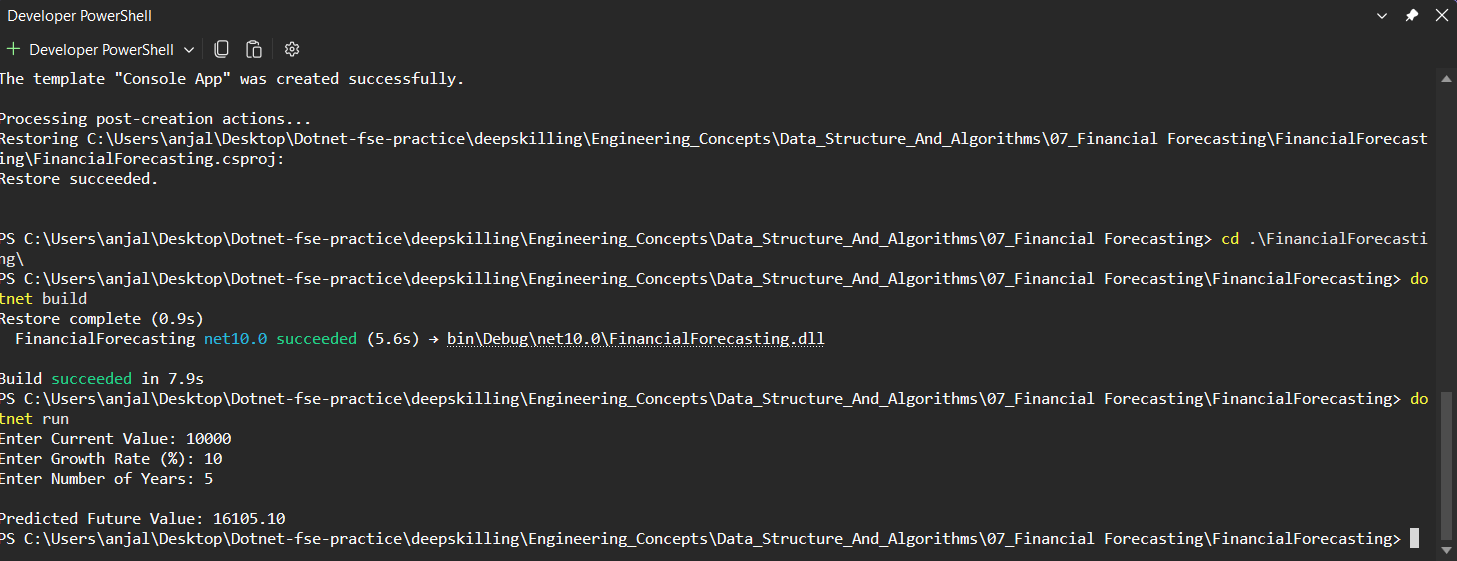 Developer PowerShell
Developer PowerShell
The template "Console App" was created successfully.
Processing post-creation actions...
Restoring C:\Users\anjal\Desktop\Dotnet-fse-practice\deepskilling\Engineering_Concepts\Data_Structure_And_Algorithms\07_Financial Forecasting\FinancialForecast
ing\FinancialForecasting.csproj:
Restore succeeded.
PS C:\Users\anjal\Desktop\Dotnet-fse-practice\deepskilling\Engineering_Concepts\Data_Structure_And_Algorithms\07_Financial Forecasting> cd .\FinancialForecasti
ng\
PS C:\Users\anjal\Desktop\Dotnet-fse-practice\deepskilling\Engineering_Concepts\Data_Structure_And_Algorithms\07_Financial Forecasting\FinancialForecasting> do
tnet build
Restore complete (0.9s)
FinancialForecasting net10.0 succeeded (5.6s) → bin\Debug\net10.0\FinancialForecasting.dll
Build succeeded in 7.9s
PS C:\Users\anjal\Desktop\Dotnet-fse-practice\deepskilling\Engineering_Concepts\Data_Structure_And_Algorithms\07_Financial Forecasting\FinancialForecasting> do
tnet run
Enter Current Value: 10000
Enter Growth Rate (%): 10
Enter Number of Years: 5
Predicted Future Value: 16105.10
PS C:\Users\anjal\Desktop\Dotnet-fse-practice\deepskilling\Engineering_Concepts\Data_Structure_And_Algorithms\07_Financial Forecasting\FinancialForecasting>